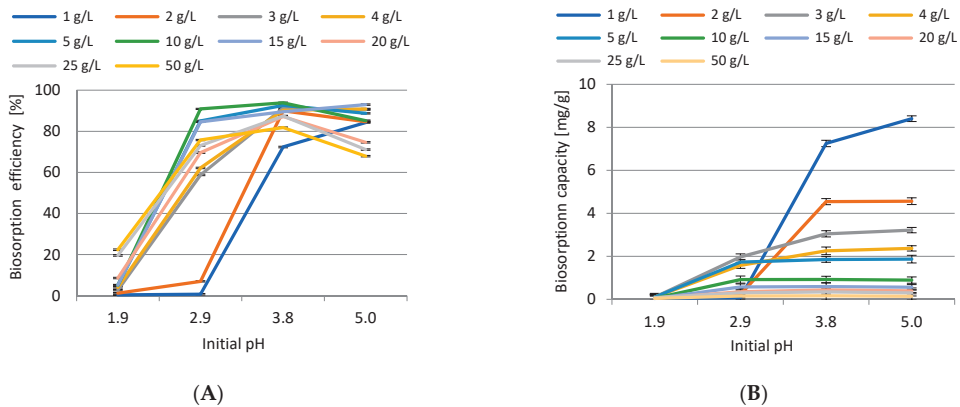 1 g/L 2 g/L 3 g/L 4 g/L
5 g/L 10 g/L 15 g/L 20 g/L
25 g/L 50 g/L
Biosorption efficiency [%]
100
80
60
40
20
0
1.9 2.9 3.8 5.0
Initial pH
(A)
1 g/L 2 g/L 3 g/L 4 g/L
5 g/L 10 g/L 15 g/L 20 g/L
25 g/L 50 g/L
Biosorptionn capacity [mg/g]
10
8
6
4
2
0
1.9 2.9 3.8 5.0
Initial pH
(B)